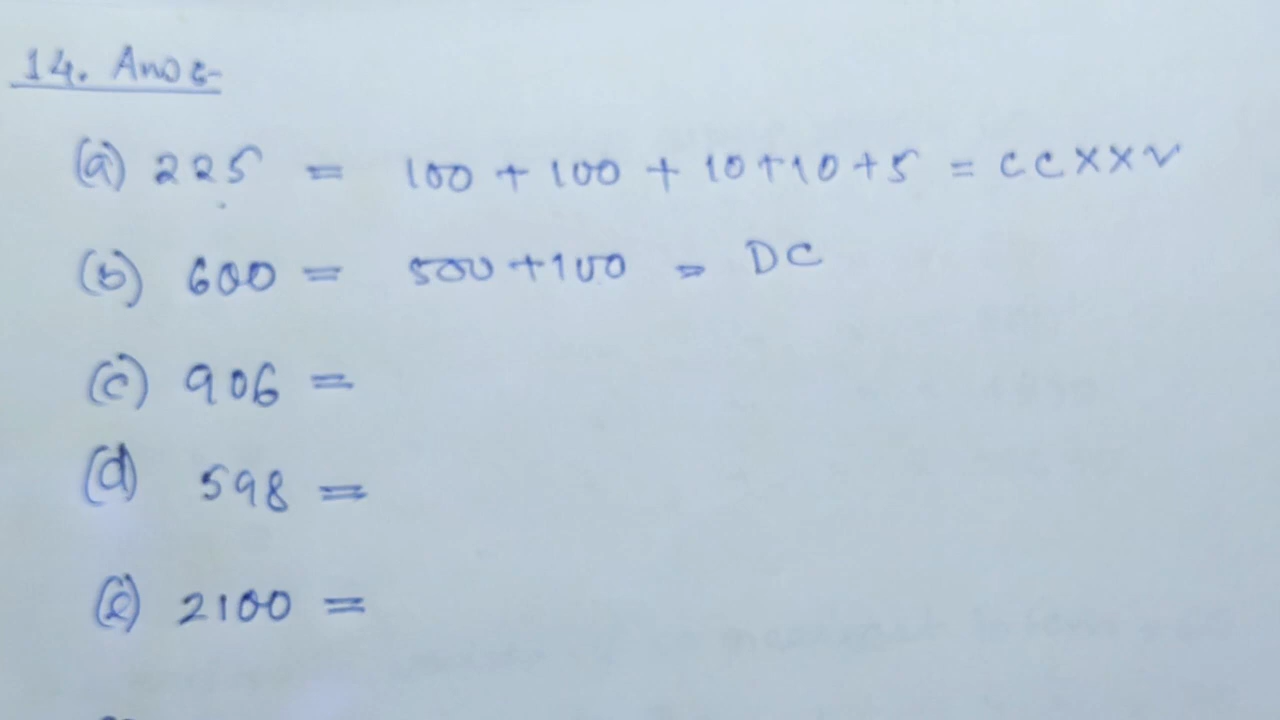 14. Ans:-
(a) 225 = 100 + 100 + 10+10+5 = CCXXV
(b) 600 = 500+100 = DC
(c) 906 =
(d) 598 =
(e) 2100 =